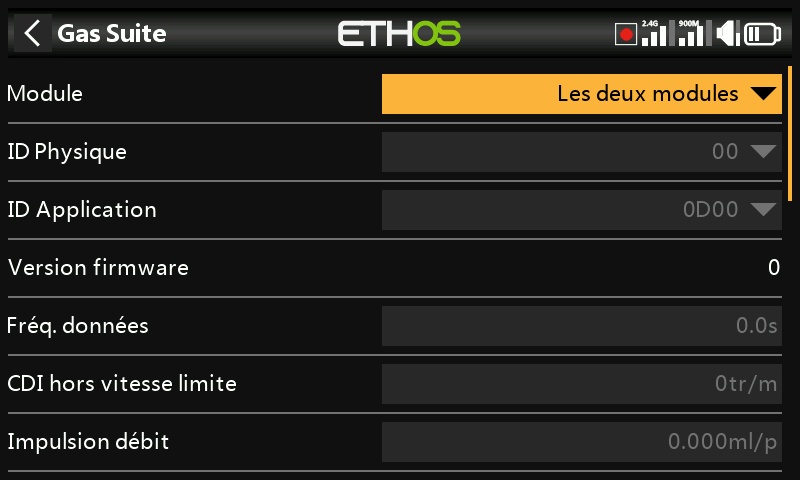 Gas Suite
ETHOS
2.4G
900M
Module
Les deux modules
ID Physique
00
ID Application
0D00
Version firmware
0
Fréq. données
0.0s
CDI hors vitesse limite
0tr/m
Impulsion débit
0.000ml/p